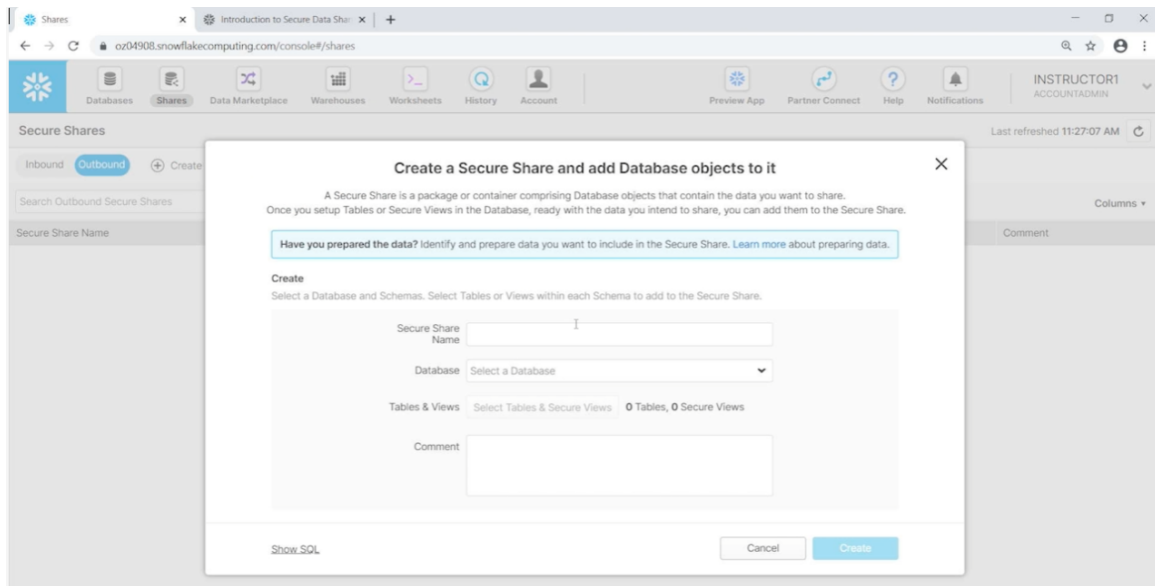 Shares
Introduction to Secure Data Shar
oz04908.snowflakecomputing.com/console#/shares
Databases
Shares
Data Marketplace
Warehouses
Worksheets
History
Account
Preview App
Partner Connect
Help
Notifications
INSTRUCTOR1
ACCOUNTADMIN
Secure Shares
Last refreshed 11:27:07 AM
Inbound
Outbound
Create
Search Outbound Secure Shares
Columns
Secure Share Name
Comment
Create a Secure Share and add Database objects to it
A Secure Share is a package or container comprising Database objects that contain the data you want to share.
Once you setup Tables or Secure Views in the Database, ready with the data you intend to share, you can add them to the Secure Share.
Have you prepared the data? Identify and prepare data you want to include in the Secure Share. Learn more about preparing data.
Create
Select a Database and Schemas. Select Tables or Views within each Schema to add to the Secure Share.
Secure Share
Name
Database
Select a Database
Tables & Views
Select Tables & Secure Views
0 Tables, 0 Secure Views
Comment
Show SQL
Cancel
Create